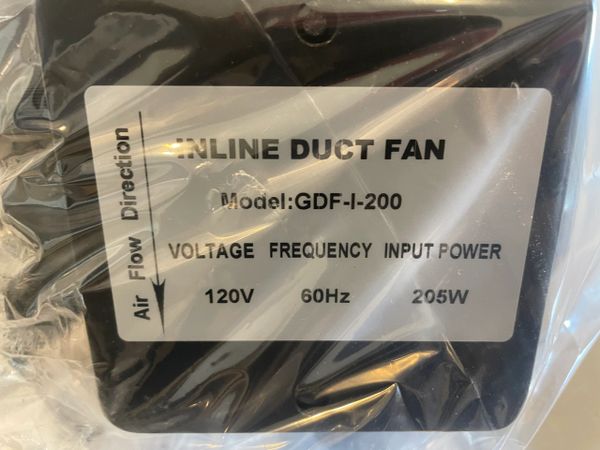 INLINE DUCT FAN
Model:GDF-I-200
VOLTAGE FREQUENCY INPUT POWER
120V 60Hz 205W
Air Flow Direction